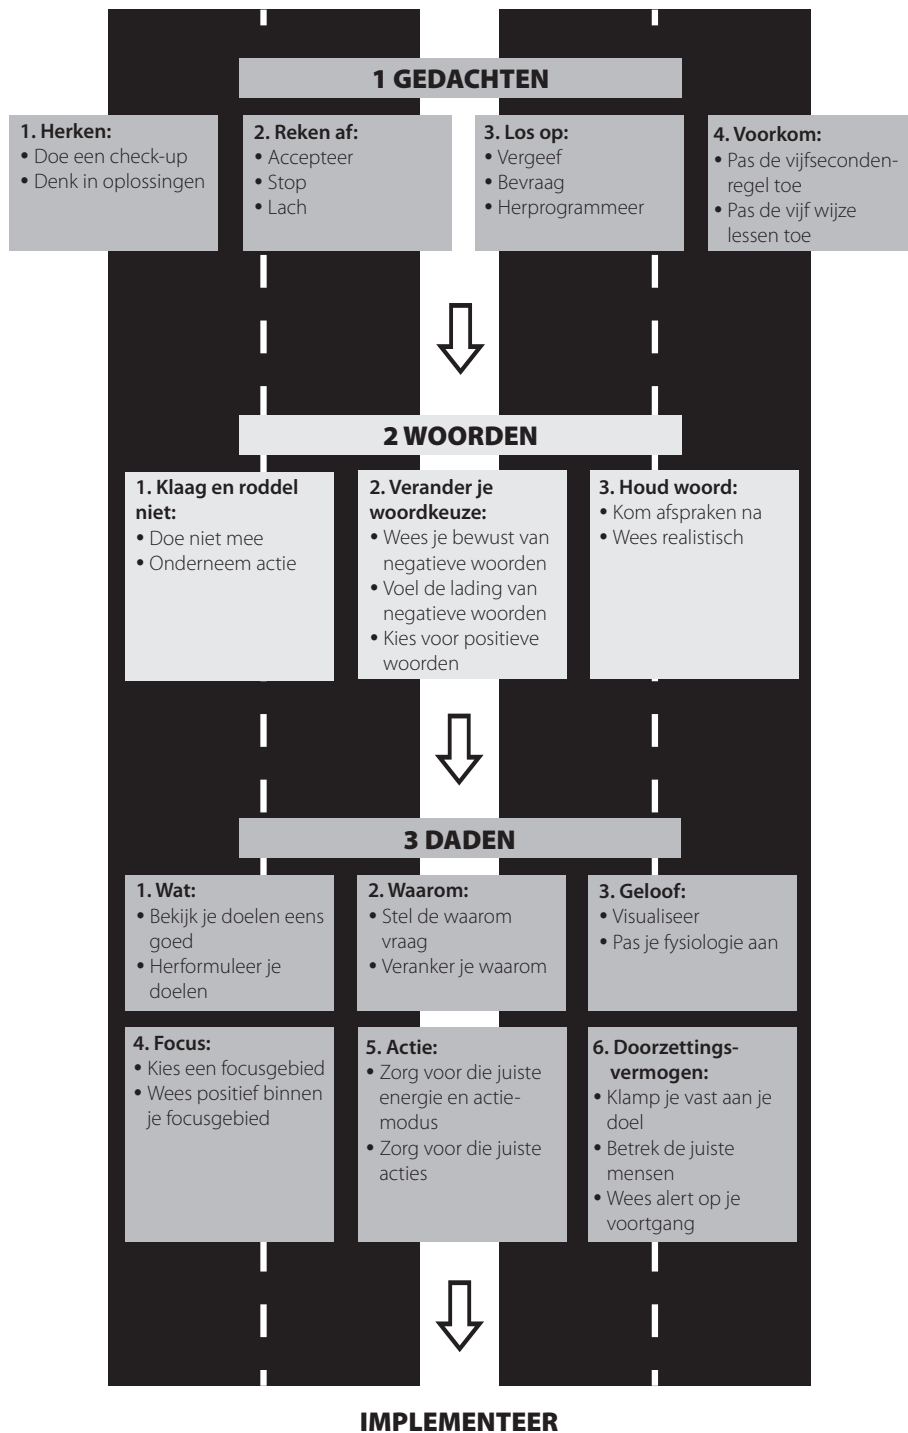 1 GEDACHTEN
1. Herken:
• Doe een check-up
• Denk in oplossingen
2. Reken af:
• Accepteer
• Stop
• Lach
3. Los op:
• Vergeef
• Bevraag
• Herprogrammeer
4. Voorkom:
• Pas de vijfseconden-
regel toe
• Pas de vijf wijze
lessen toe
2 WOORDEN
1. Klaag en roddel
niet:
• Doe niet mee
• Onderneem actie
2. Verander je
woordkeuze:
• Wees je bewust van
negatieve woorden
• Voel de lading van
negatieve woorden
• Kies voor positieve
woorden
3. Houd woord:
• Kom afspraken na
• Wees realistisch
3 DADEN
1. Wat:
• Bekijk je doelen eens
goed
• Herformuleer je
doelen
2. Waarom:
• Stel de waarom
vraag
• Veranker je waarom
3. Geloof:
• Visualiseer
• Pas je fysiologie aan
4. Focus:
• Kies een focusgebied
• Wees positief binnen
je focusgebied
5. Actie:
• Zorg voor die juiste
energie en actie-
modus
• Zorg voor die juiste
acties
6. Doorzettings-
vermogen:
• Klamp je vast aan je
doel
• Betrek de juiste
mensen
• Wees alert op je
voortgang
IMPLEMENTEER